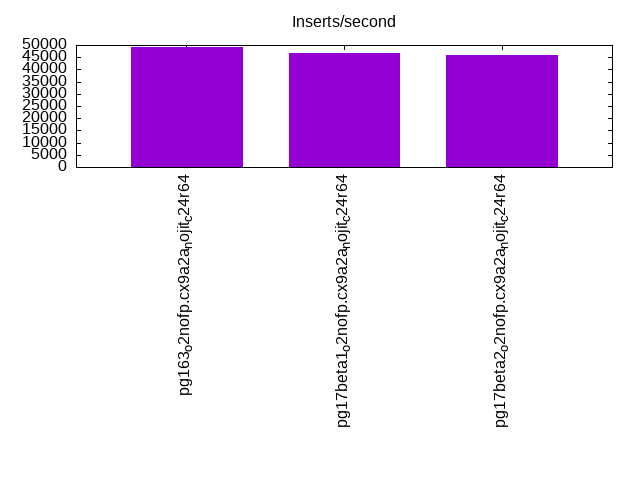 Inserts/second
50000
45000
40000
35000
30000
25000
20000
15000
10000
5000
0
pg163o2nofp.cx9a2anojitc24r64
pg17beta1o2nofp.cx9a2anojitc24r64
pg17beta2o2nofp.cx9a2anojitc24r64